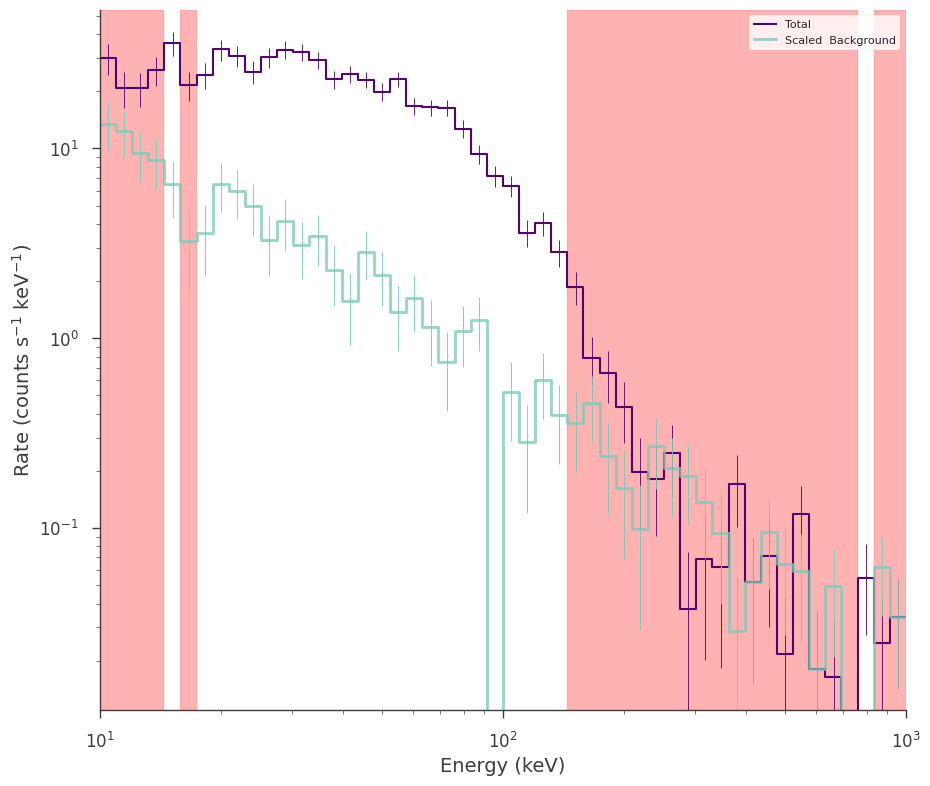 Total
Scaled  Background
Rate (counts s⁻¹ keV⁻¹)
10¹
10⁰
10⁻¹
10¹
10²
10³
Energy (keV)